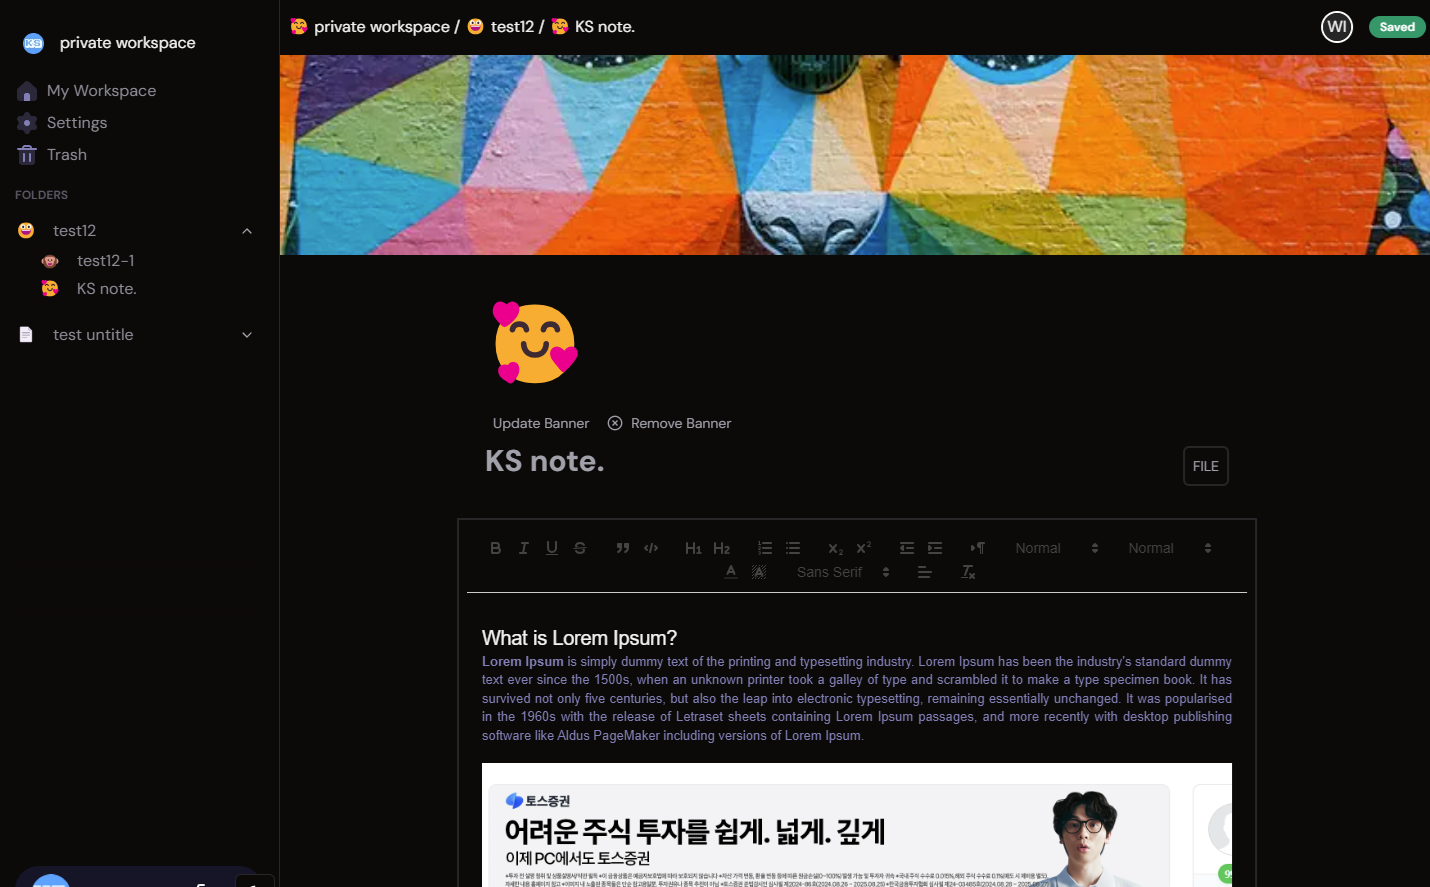 KS private workspace
My Workspace
Settings
Trash
FOLDERS
test12
test12-1
KS note.
test untitle
private workspace / test12 / KS note.
WI
Saved
Update Banner
Remove Banner
KS note.
FILE
B I U S H1 H2 X2 X2 Normal Normal
A A Sans Serif Tx
What is Lorem Ipsum?
Lorem Ipsum is simply dummy text of the printing and typesetting industry. Lorem Ipsum has been the industry's standard dummy
text ever since the 1500s, when an unknown printer took a galley of type and scrambled it to make a type specimen book. It has
survived not only five centuries, but also the leap into electronic typesetting, remaining essentially unchanged. It was popularised
in the 1960s with the release of Letraset sheets containing Lorem Ipsum passages, and more recently with desktop publishing
software like Aldus PageMaker including versions of Lorem Ipsum.
토스증권
어려운 주식 투자를 쉽게. 넓게. 깊게
이제 PC에서도 토스증권